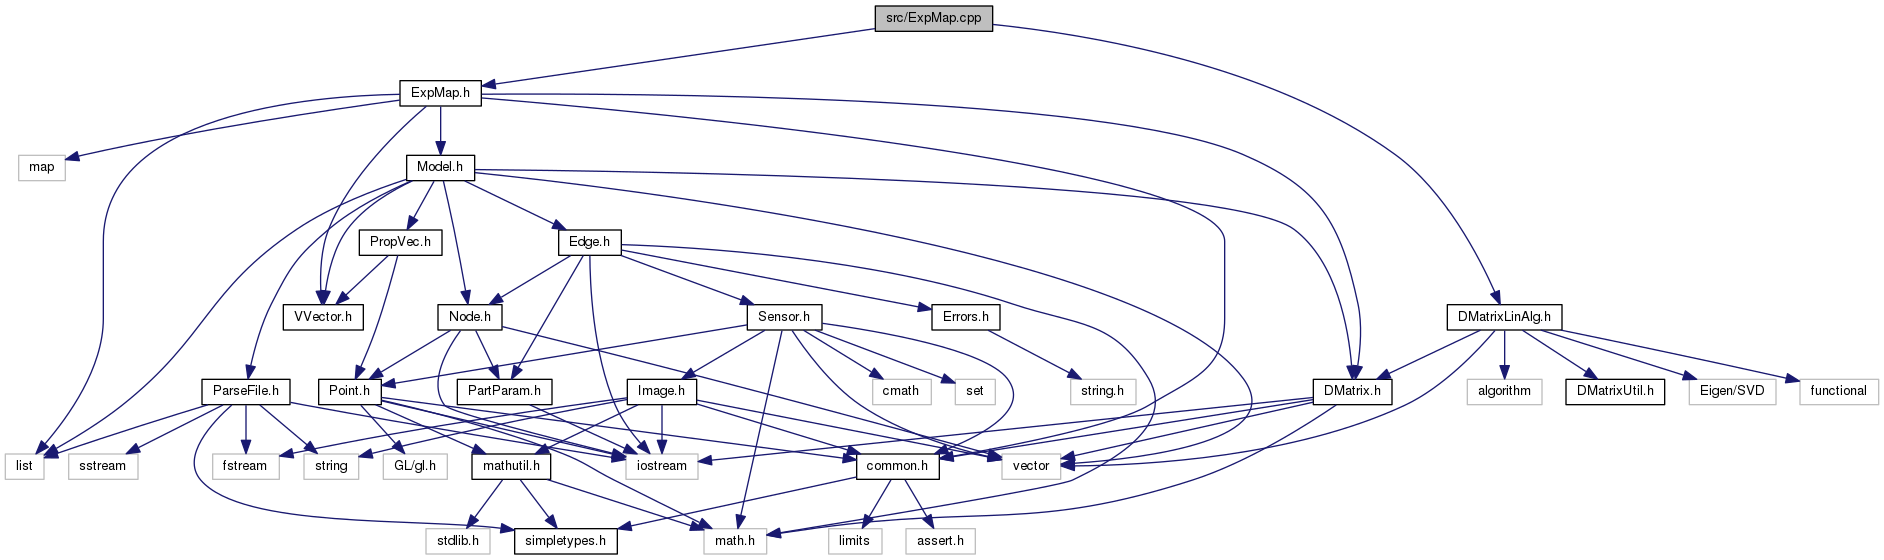 src/ExpMap.cpp
ExpMap.h
map
Model.h
PropVec.h
Edge.h
VVector.h
Node.h
Sensor.h
Errors.h
DMatrixLinAlg.h
ParseFile.h
Point.h
PartParam.h
Image.h
cmath
set
string.h
DMatrix.h
algorithm
DMatrixUtil.h
Eigen/SVD
functional
list
sstream
fstream
string
GL/gl.h
mathutil.h
iostream
common.h
vector
stdlib.h
simpletypes.h
math.h
limits
assert.h